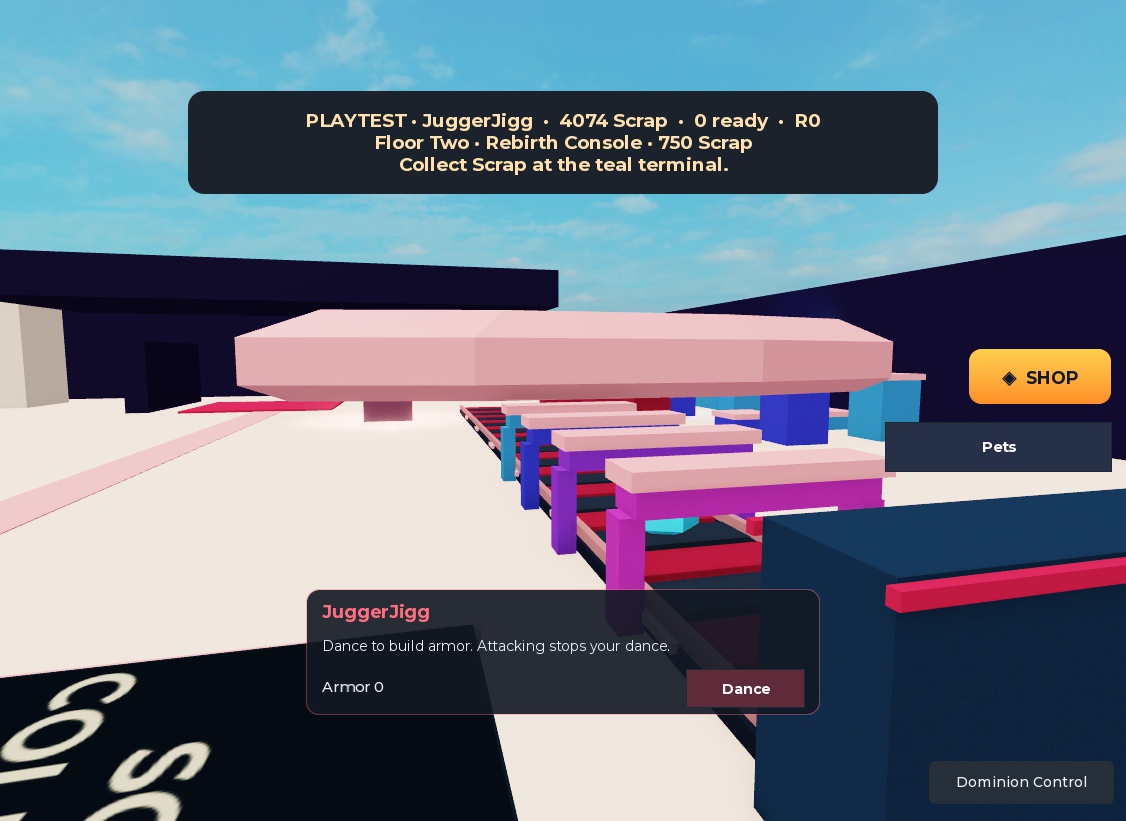 PLAYTEST · JuggerJigg · 4074 Scrap · 0 ready · R0
Floor Two · Rebirth Console · 750 Scrap
Collect Scrap at the teal terminal.
◈ SHOP
Pets
JuggerJigg
Dance to build armor. Attacking stops your dance.
Armor 0
Dance
Dominion Control